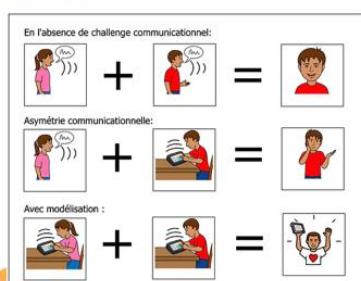 En l'absence de challenge communicationnel:
Asymétrie communicationnelle:
Avec modélisation :